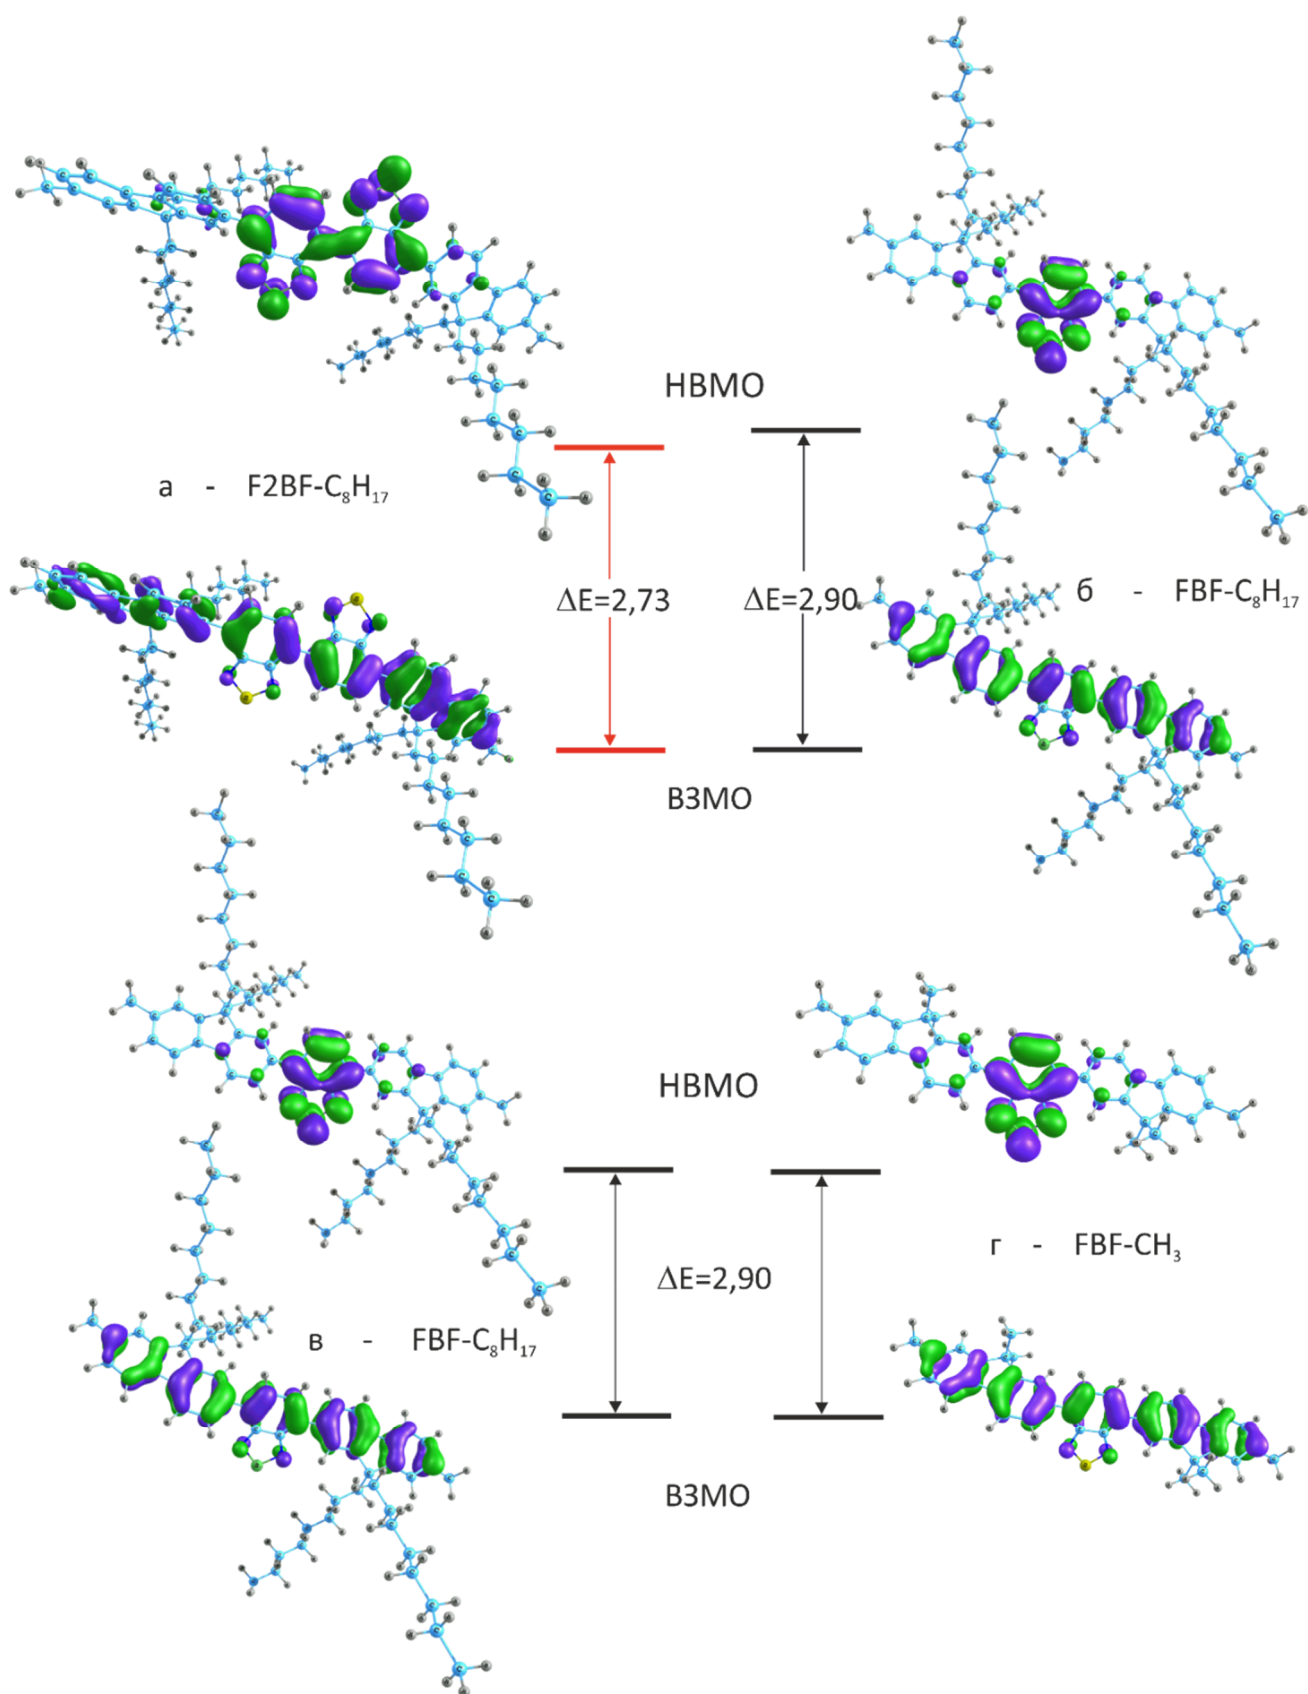 НВМО
а - F2BF-C₈H₁₇
ΔE=2,73
ΔE=2,90
б - FBF-C₈H₁₇
ВЗМО
НВМО
г - FBF-CH₃
ΔE=2,90
в - FBF-C₈H₁₇
ВЗМО